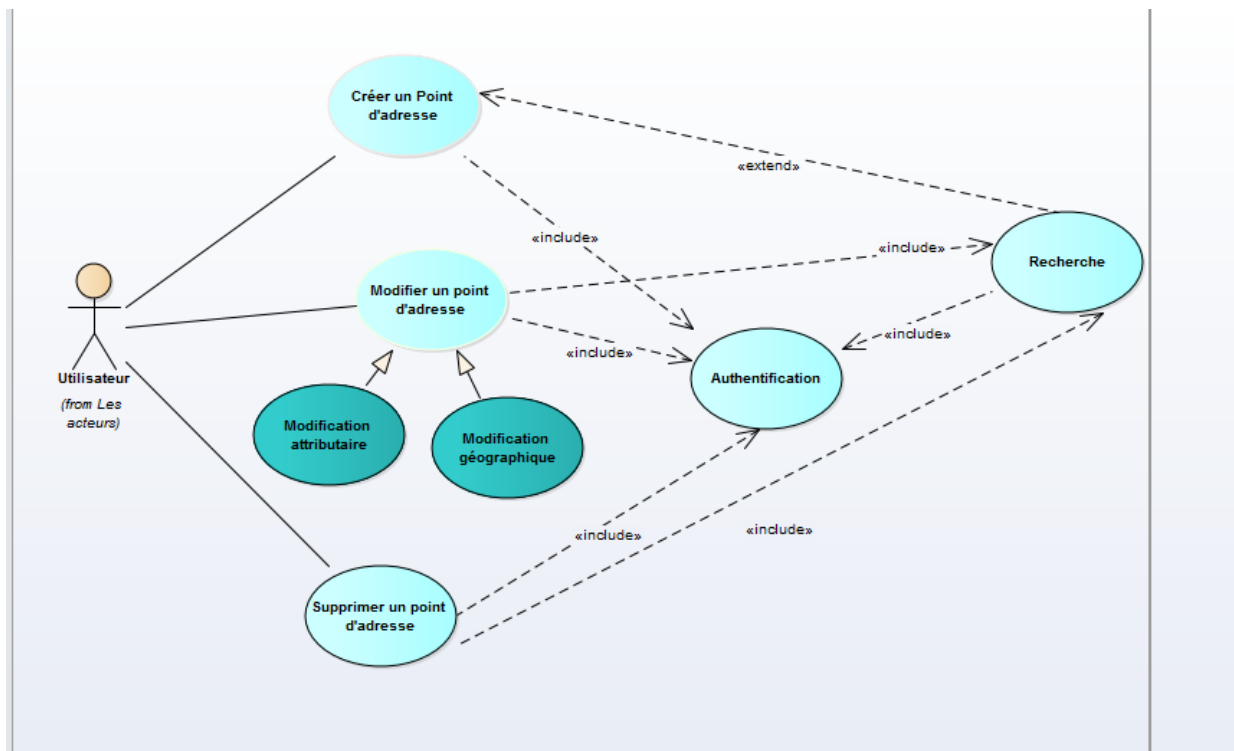 Créer un Point
d'adresse
«extend»
«include»
«include»
Recherche
Modifier un point
d'adresse
«include»
«include»
Authentification
Utilisateur
(from Les
acteurs)
Modification
attributaire
Modification
géographique
«include»
«include»
Supprimer un point
d'adresse